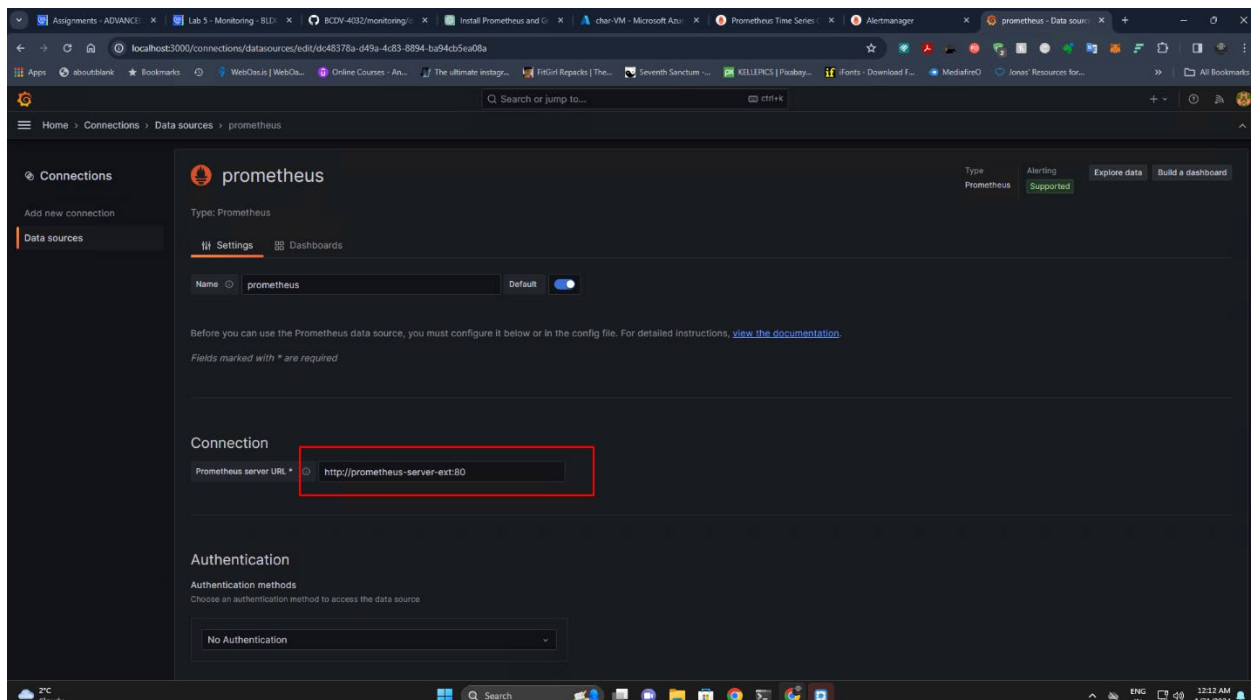 Assignments - ADVANCE
Lab 5 - Monitoring - BLD
BCDV-4032/monitoring/
Install Prometheus and G
char-VM - Microsoft Azu
Prometheus Time Series
Alertmanager
prometheus - Data sourc
localhost:3000/connections/datasources/edit/dc48378a-d49a-4c83-8894-ba94cb5ea08a
Apps
aboutblank
Bookmarks
WebOas.is | WebOa...
Online Courses - An...
The ultimate instagr...
FitGirl Repacks | The...
Seventh Sanctum -...
KELLEPICS | Pixabay...
iFonts - Download F...
MediafireO
Jonas' Resources for...
»
All Bookmarks
Search or jump to...
ctrl+k
Home › Connections › Data sources › prometheus
Connections
Add new connection
Data sources
prometheus
Type: Prometheus
Type
Prometheus
Alerting
Supported
Explore data
Build a dashboard
Settings
Dashboards
Name
prometheus
Default
Before you can use the Prometheus data source, you must configure it below or in the config file. For detailed instructions, view the documentation.
Fields marked with * are required
Connection
Prometheus server URL *
http://prometheus-server-ext:80
Authentication
Authentication methods
Choose an authentication method to access the data source
No Authentication
2°C
Search
ENG
12:12 AM